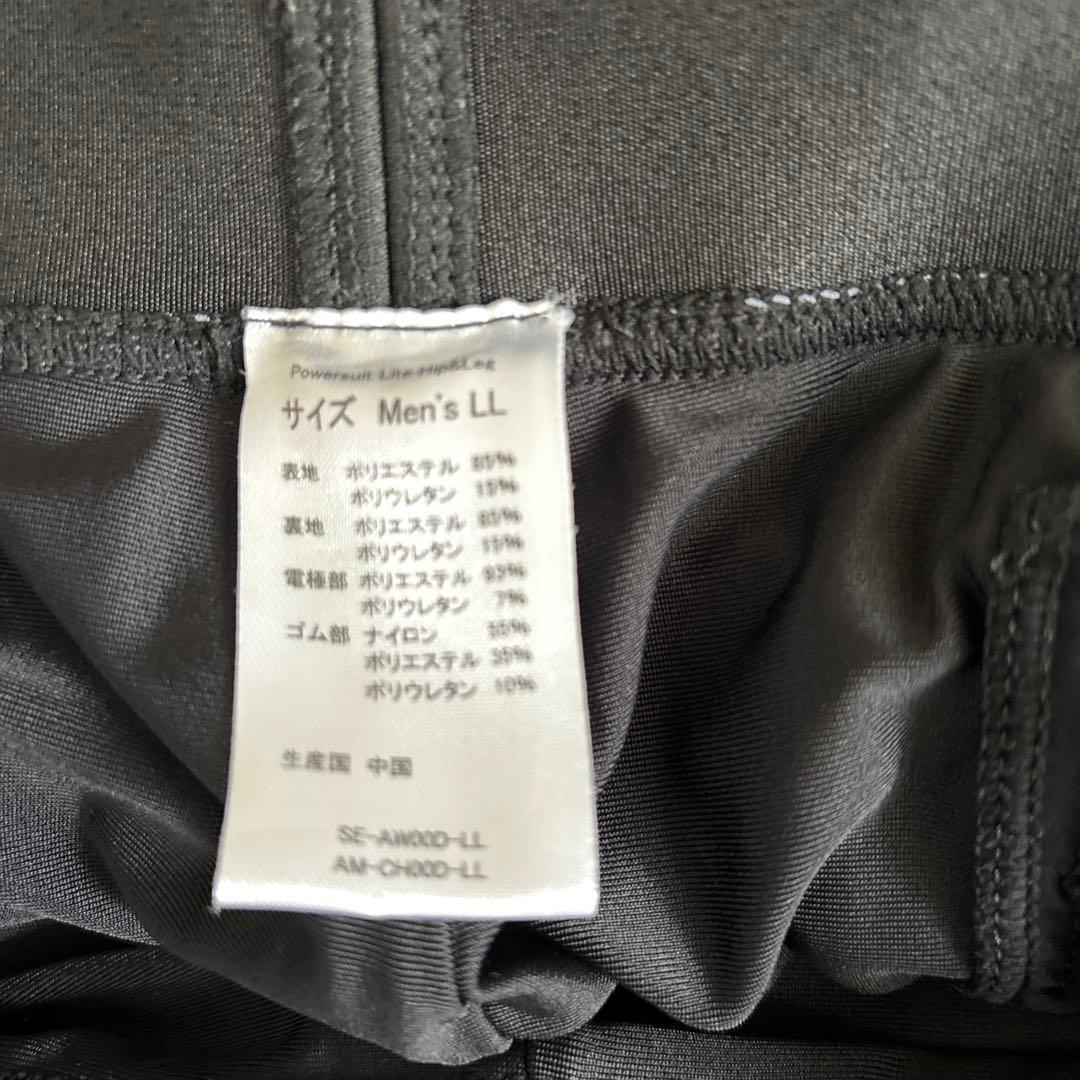 Powersuit Lite Hip&Leg
サイズ Men's LL
表地 ポリエステル 85%
ポリウレタン 15%
裏地 ポリエステル 85%
ポリウレタン 15%
電極部 ポリエステル 93%
ポリウレタン 7%
ゴム部 ナイロン 55%
ポリエステル 35%
ポリウレタン 10%
生産国 中国
SE-AW00D-LL
AM-CH00D-LL